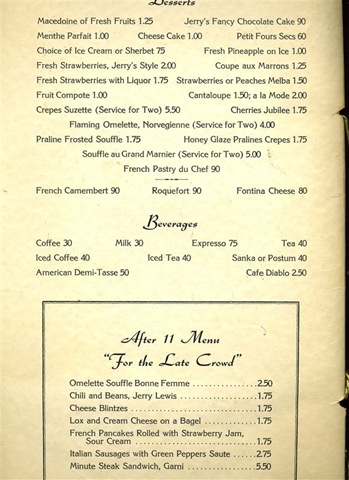 Desserts
Macedoine of Fresh Fruits 1.25 Jerry's Fancy Chocolate Cake 90
Menthe Parfait 1.00 Cheese Cake 1.00 Petit Fours Secs 60
Choice of Ice Cream or Sherbet 75 Fresh Pineapple on Ice 1.00
Fresh Strawberries, Jerry's Style 2.00 Coupe aux Marrons 1.25
Fresh Strawberries with Liquor 1.75 Strawberries or Peaches Melba 1.50
Fruit Compote 1.00 Cantaloupe 1.50; a la Mode 2.00
Crepes Suzette (Service for Two) 5.50 Cherries Jubilee 1.75
Flaming Omelette, Norvegienne (Service for Two) 4.00
Praline Frosted Souffle 1.75 Honey Glaze Pralines Crepes 1.75
Souffle au Grand Marnier (Service for Two) 5.00
French Pastry du Chef 90
French Camembert 90 Roquefort 90 Fontina Cheese 80
Beverages
Coffee 30 Milk 30 Expresso 75 Tea 40
Iced Coffee 40 Iced Tea 40 Sanka or Postum 40
American Demi-Tasse 50 Cafe Diablo 2.50
After 11 Menu
"For the Late Crowd"
Omelette Souffle Bonne Femme ................2.50
Chili and Beans, Jerry Lewis ...................1.75
Cheese Blintzes ...............................1.75
Lox and Cream Cheese on a Bagel ..............1.75
French Pancakes Rolled with Strawberry Jam,
Sour Cream ..............................1.75
Italian Sausages with Green Peppers Saute ......2.75
Minute Steak Sandwich, Garni ..................5.50